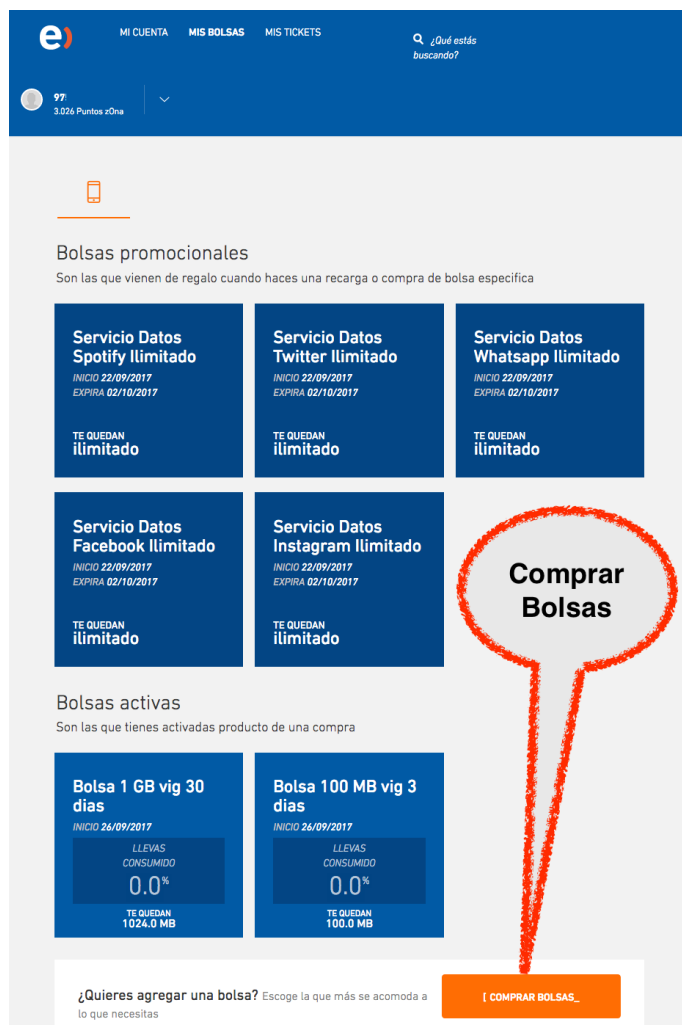 e)
MI CUENTA MIS BOLSAS MIS TICKETS
¿Qué estás
buscando?
97
3.026 Puntos zOna
Bolsas promocionales
Son las que vienen de regalo cuando haces una recarga o compra de bolsa especifica
Servicio Datos
Spotify Ilimitado
INICIO 22/09/2017
EXPIRA 02/10/2017
TE QUEDAN
ilimitado
Servicio Datos
Twitter Ilimitado
INICIO 22/09/2017
EXPIRA 02/10/2017
TE QUEDAN
ilimitado
Servicio Datos
Whatsapp Ilimitado
INICIO 22/09/2017
EXPIRA 02/10/2017
TE QUEDAN
ilimitado
Servicio Datos
Facebook Ilimitado
INICIO 22/09/2017
EXPIRA 02/10/2017
TE QUEDAN
ilimitado
Servicio Datos
Instagram Ilimitado
INICIO 22/09/2017
EXPIRA 02/10/2017
TE QUEDAN
ilimitado
Comprar
Bolsas
Bolsas activas
Son las que tienes activadas producto de una compra
Bolsa 1 GB vig 30
dias
INICIO 26/09/2017
LLEVAS
CONSUMIDO
0.0%
TE QUEDAN
1024.0 MB
Bolsa 100 MB vig 3
dias
INICIO 26/09/2017
LLEVAS
CONSUMIDO
0.0%
TE QUEDAN
100.0 MB
¿Quieres agregar una bolsa? Escoge la que más se acomoda a
lo que necesitas
[ COMPRAR BOLSAS_